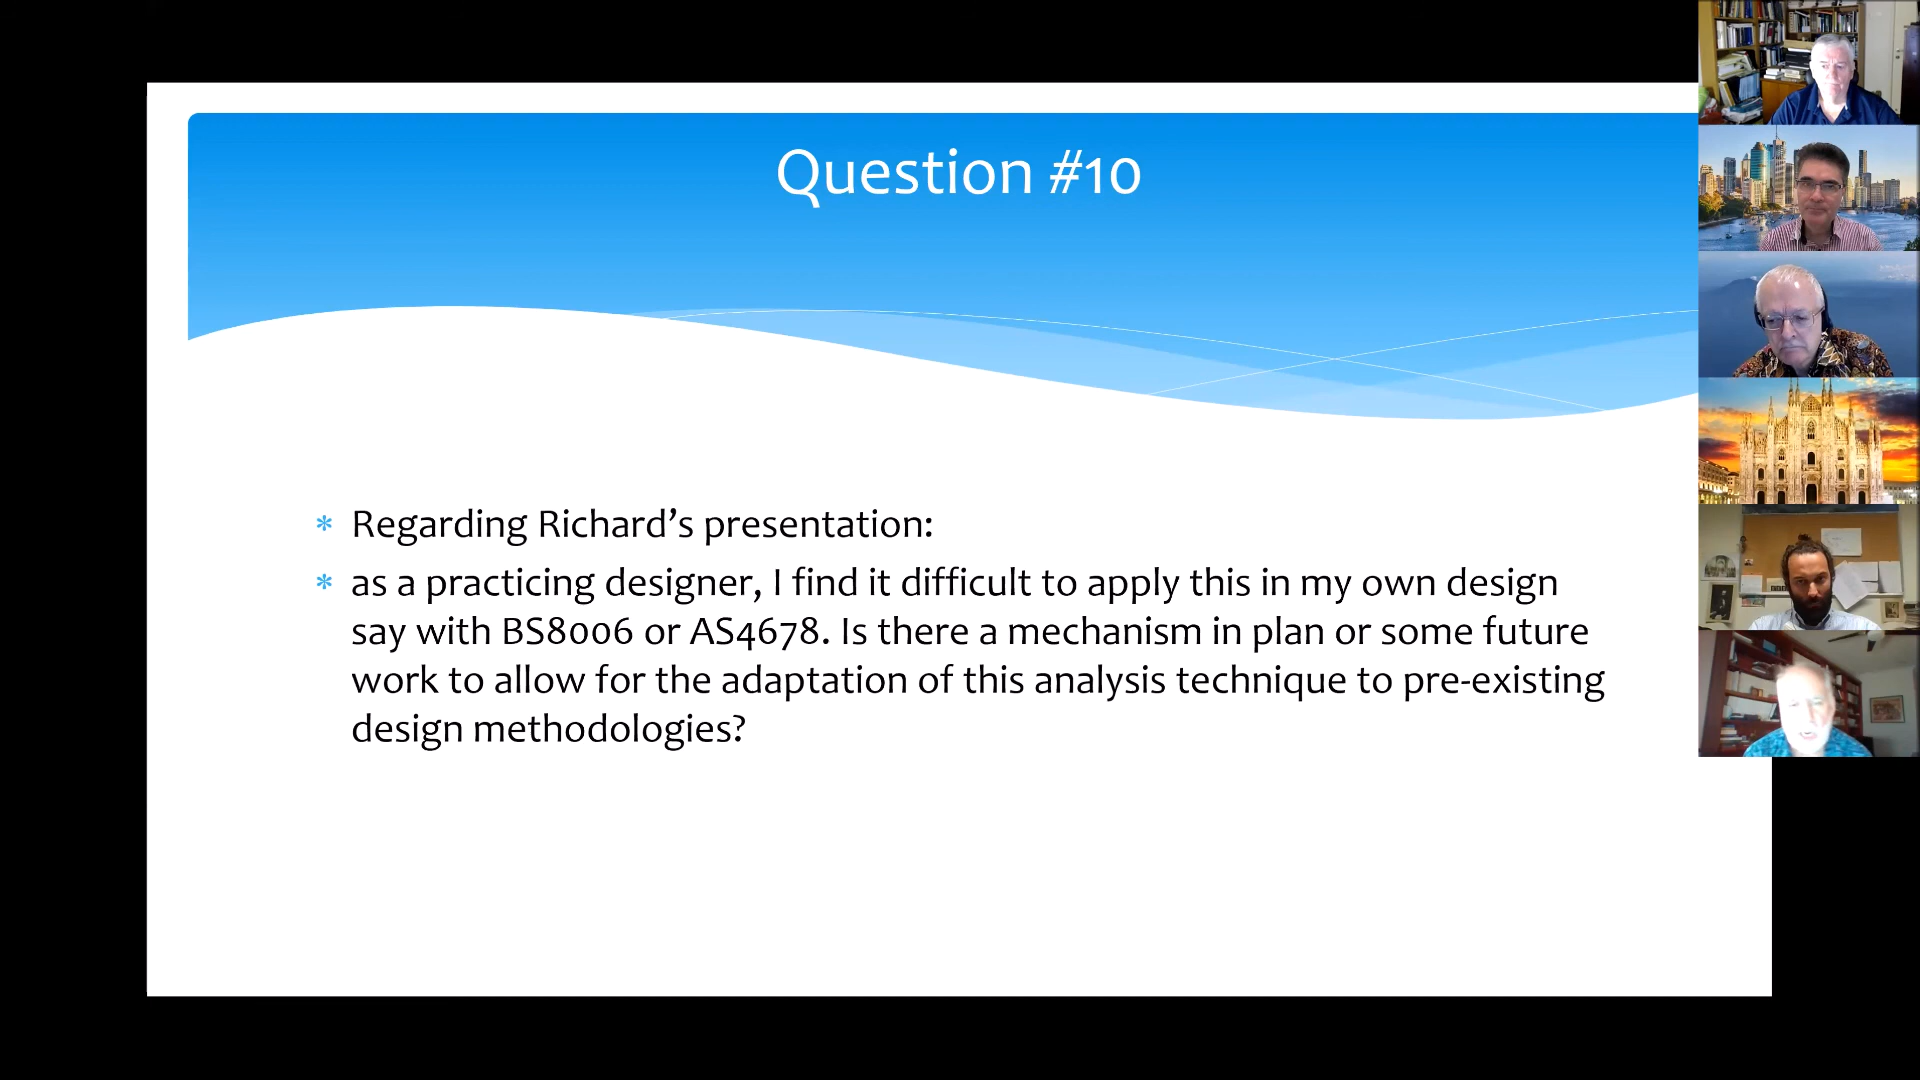 Question #10
* Regarding Richard’s presentation:
* as a practicing designer, I find it difficult to apply this in my own design
say with BS8006 or AS4678. Is there a mechanism in plan or some future
work to allow for the adaptation of this analysis technique to pre-existing
design methodologies?